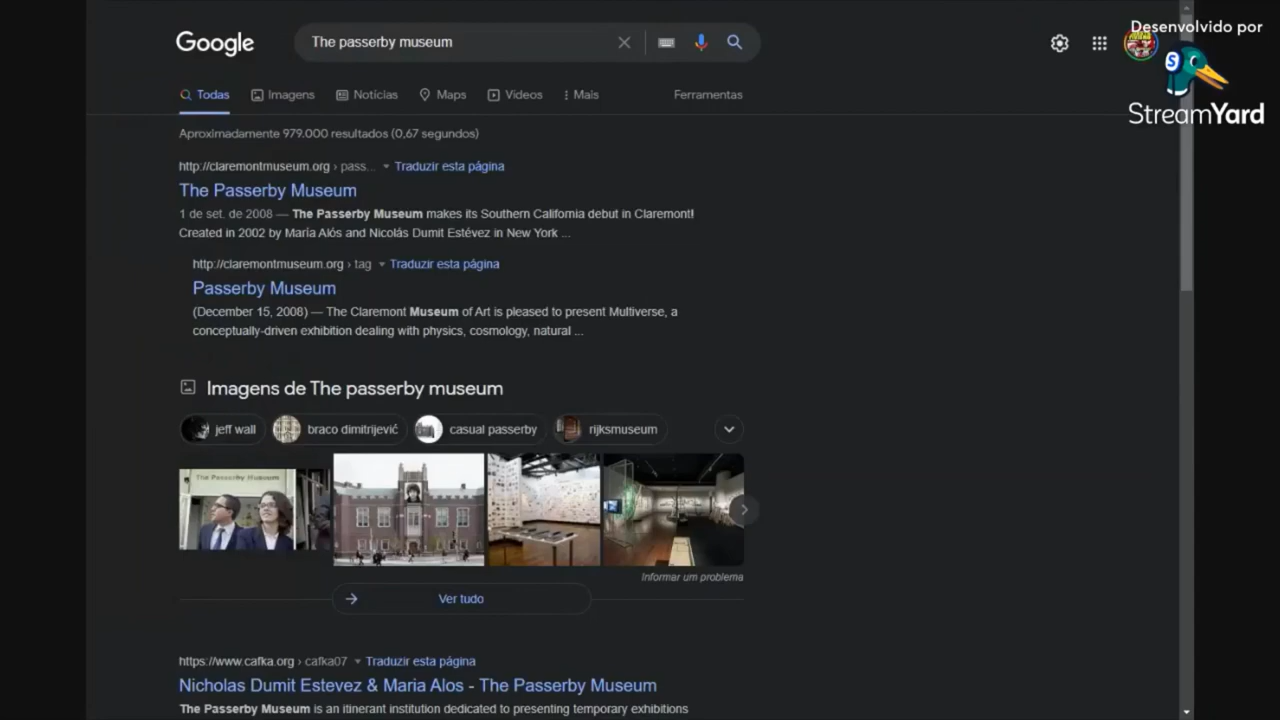 Desenvolvido por
StreamYard
Google
The passerby museum
Todas
Imagens
Notícias
Maps
Vídeos
Mais
Ferramentas
Aproximadamente 979.000 resultados (0,67 segundos)
http://claremontmuseum.org › pass... Traduzir esta página
The Passerby Museum
1 de set. de 2008 — The Passerby Museum makes its Southern California debut in Claremont!
Created in 2002 by María Alós and Nicolás Dumit Estévez in New York ...
http://claremontmuseum.org › tag Traduzir esta página
Passerby Museum
(December 15, 2008) — The Claremont Museum of Art is pleased to present Multiverse, a
conceptually-driven exhibition dealing with physics, cosmology, natural ...
Imagens de The passerby museum
jeff wall
braco dimitrijević
casual passerby
rijksmuseum
The Passerby Museum
Informar um problema
Ver tudo
https://www.cafka.org › cafka07 Traduzir esta página
Nicholas Dumit Estevez & Maria Alos - The Passerby Museum
The Passerby Museum is an itinerant institution dedicated to presenting temporary exhibitions